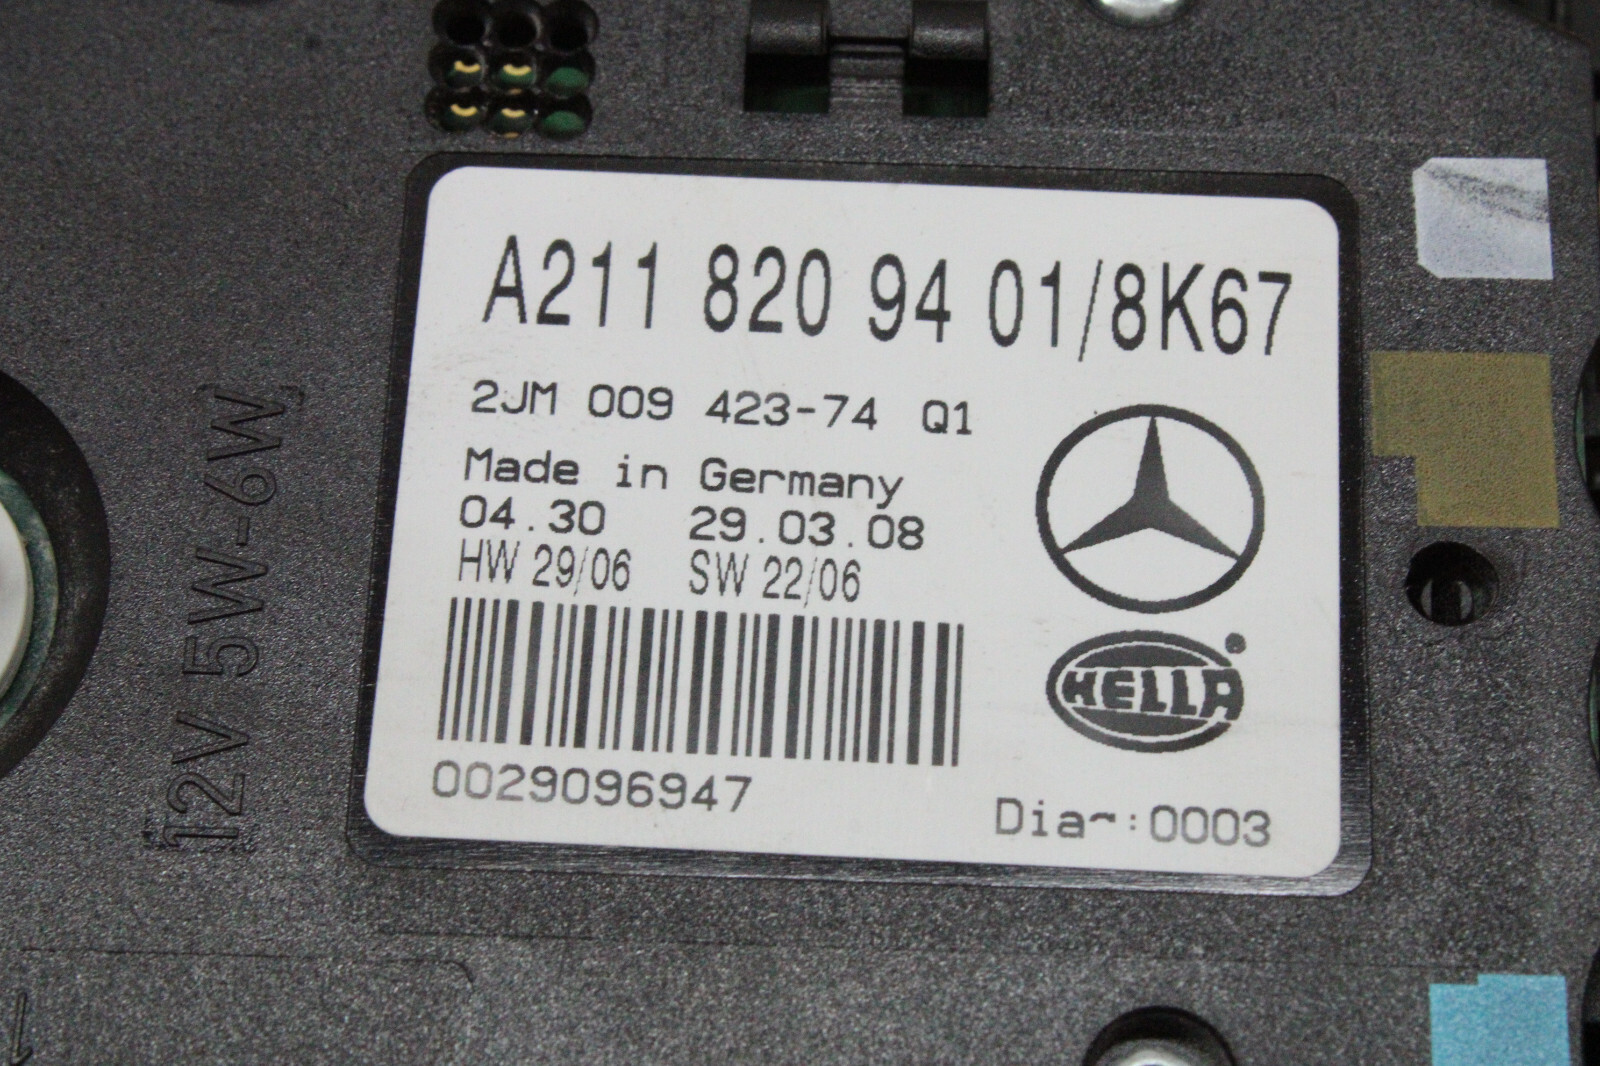 A211 820 94 01/8K67
2JM 009 423-74 Q1
Made in Germany
04.30 29.03.08
HW 29/06 SW 22/06
0029096947
HELLA
Dia~:0003
12V 5W-6W